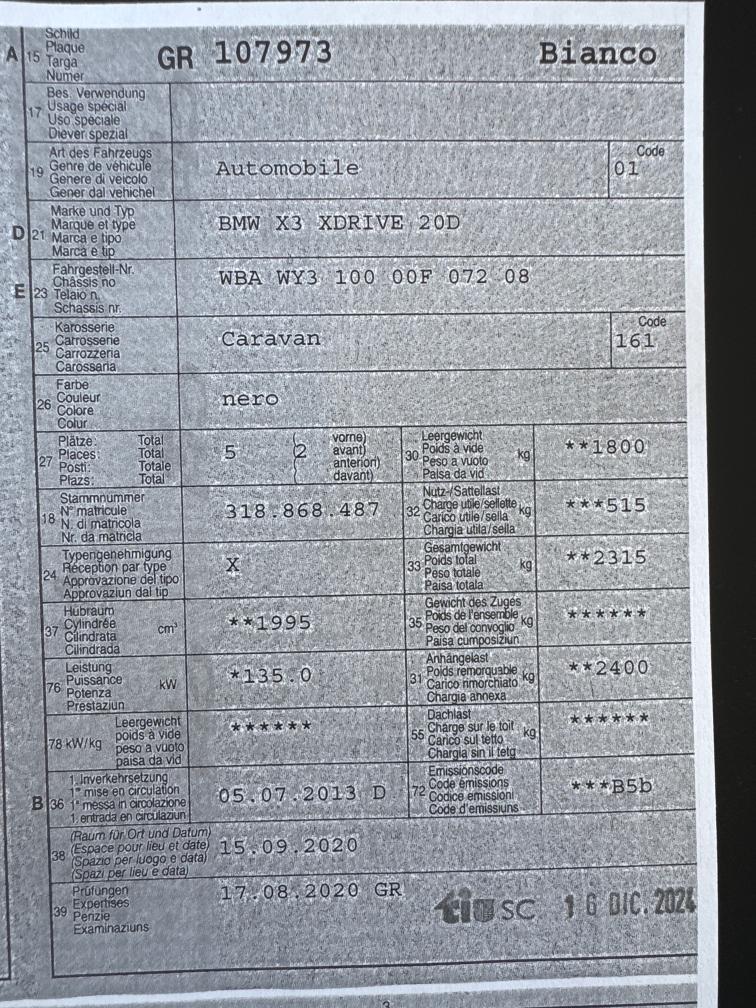 A 15 Schild
Plaque
Targa
Numer
GR 107973 Bianco
17 Bes. Verwendung
Usage spécial
Uso speciale
Diever spezial
19 Art des Fahrzeugs
Genre de véhicule
Genere di veicolo
Gener dal vehichel
Automobile
Code
01
D 21 Marke und Typ
Marque et type
Marca e tipo
Marca e tip
BMW X3 XDRIVE 20D
E 23 Fahrgestell-Nr.
Châssis no
Telaio n.
Schassis nr.
WBA WY3 100 00F 072 08
25 Karosserie
Carrosserie
Carrozzeria
Carossaria
Caravan
Code
161
26 Farbe
Couleur
Colore
Colur
nero
27 Plätze: Total
Places: Total
Posti: Totale
Plazs: Total
5 (2 vorne)
avant)
anteriori)
davant)
30 Leergewicht
Poids à vide
Peso a vuoto
Paisa da vid
kg
**1800
18 Stammnummer
N° matricule
N. di matricola
Nr. da matricla
318.868.487
32 Nutz-/Sattellast
Charge utile/sellette
Carico utile/sella
Chargia utila/sella
kg
***515
24 Typengenehmigung
Réception par type
Approvazione del tipo
Approvaziun dal tip
X
33 Gesamtgewicht
Poids total
Peso totale
Paisa totala
kg
**2315
37 Hubraum
Cylindrée
Cilindrata
Cilindrada
cm³
**1995
35 Gewicht des Zuges
Poids de l'ensemble
Peso del convoglio
Paisa cumposiziun
kg
******
76 Leistung
Puissance
Potenza
Prestaziun
kW
*135.0
31 Anhängelast
Poids remorquable
Carico rimorchiato
Chargia annexa
kg
**2400
78 kW/kg Leergewicht
poids à vide
peso a vuoto
paisa da vid
******
55 Dachlast
Charge sur le toit
Carico sul tetto
Chargia sin il tetg
kg
******
B 36 1. Inverkehrsetzung
1re mise en circulation
1a messa in circolazione
1. entrada en circulaziun
05.07.2013 D
72 Emissionscode
Code émissions
Codice emissioni
Code d'emissiuns
***B5b
38 (Raum für Ort und Datum)
(Espace pour lieu et date)
(Spazio per luogo e data)
(Spazi per lieu e data)
15.09.2020
39 Prüfungen
Expertises
Perizie
Examinaziuns
17.08.2020 GR
SC 16 DIC. 2024